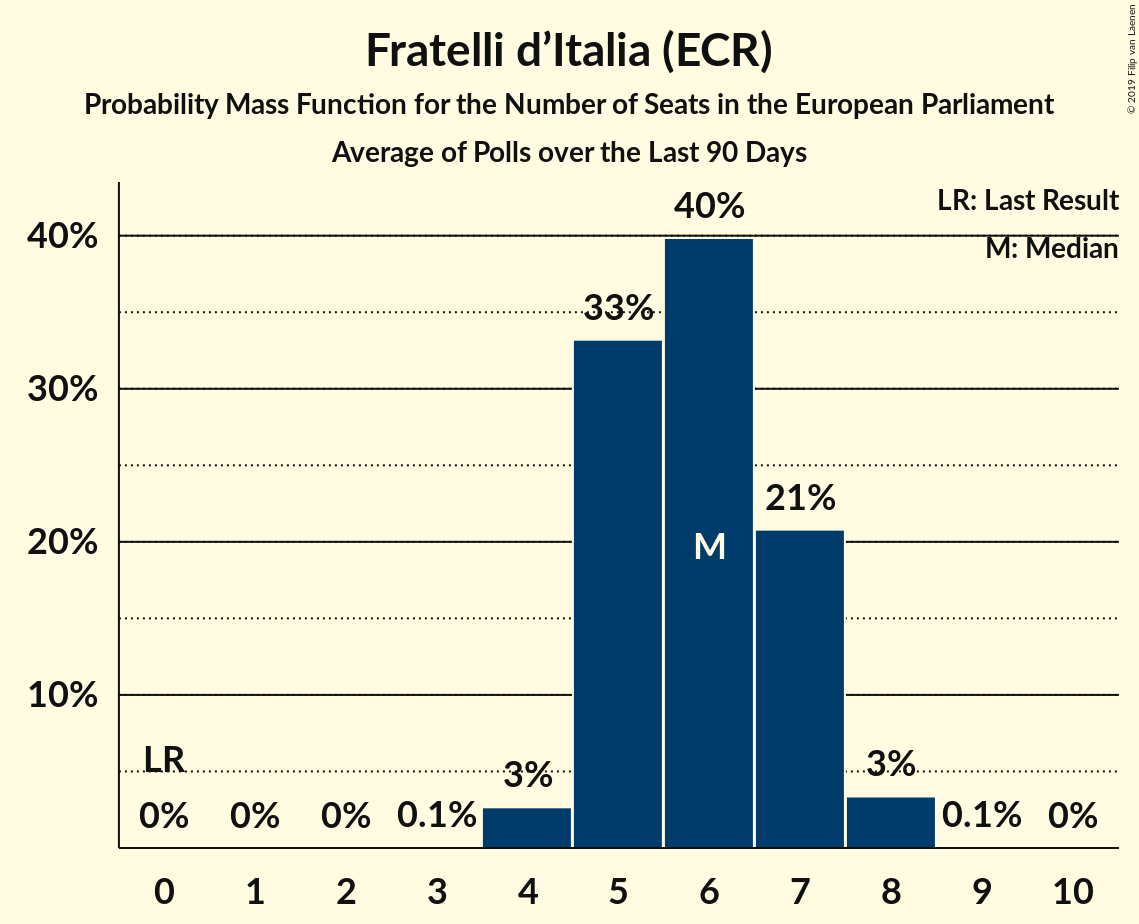 Fratelli d’Italia (ECR)
Probability Mass Function for the Number of Seats in the European Parliament
Average of Polls over the Last 90 Days
© 2019 Filip van Laenen
LR: Last Result
M: Median
40%
30%
20%
10%
LR
0%
0%
0%
0.1%
3%
33%
40%
M
21%
3%
0.1%
0%
0 1 2 3 4 5 6 7 8 9 10